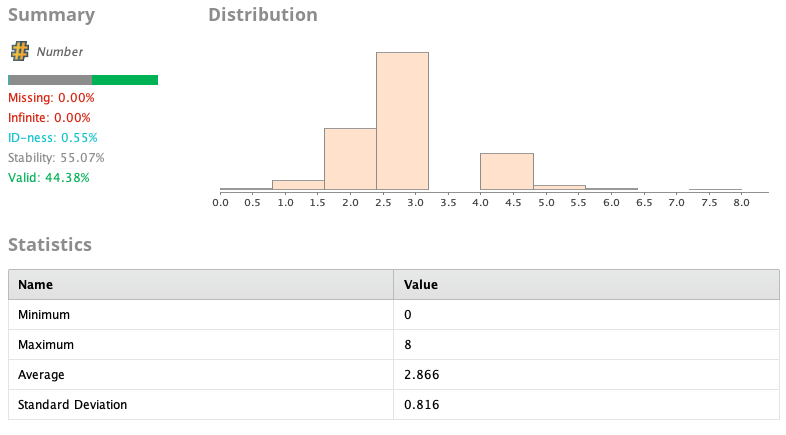 Summary
Distribution
# Number
Missing: 0.00%
Infinite: 0.00%
ID-ness: 0.55%
Stability: 55.07%
Valid: 44.38%
0.0 0.5 1.0 1.5 2.0 2.5 3.0 3.5 4.0 4.5 5.0 5.5 6.0 6.5 7.0 7.5 8.0
Statistics
Name Value
Minimum 0
Maximum 8
Average 2.866
Standard Deviation 0.816